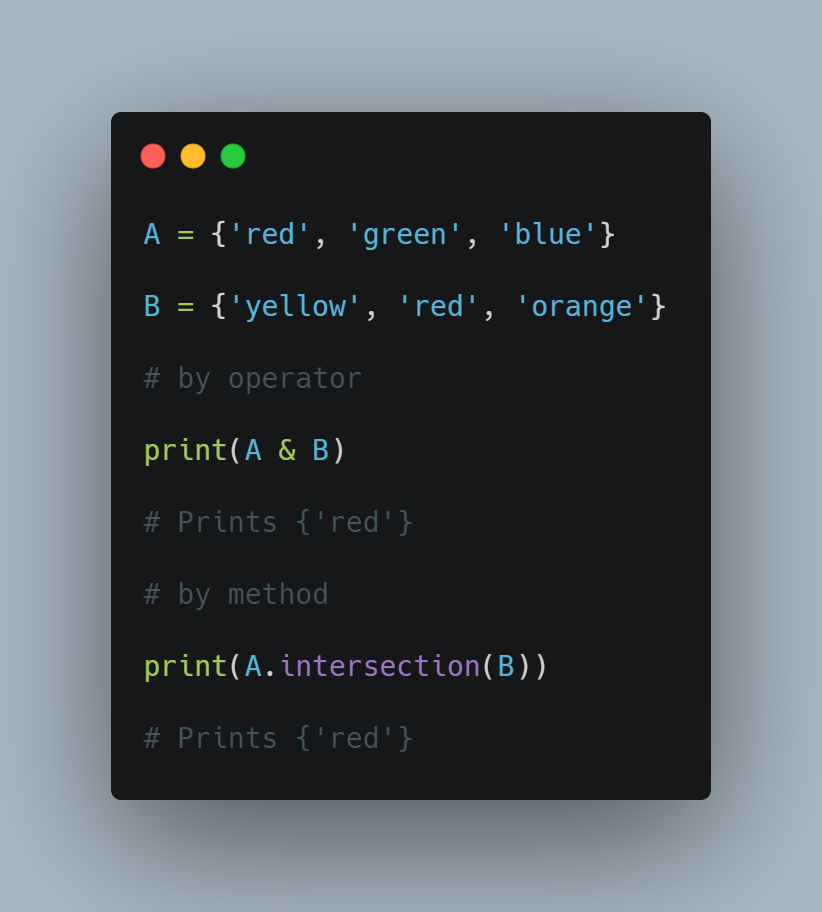 A = {'red', 'green', 'blue'}
B = {'yellow', 'red', 'orange'}
# by operator
print(A & B)
# Prints {'red'}
# by method
print(A.intersection(B))
# Prints {'red'}